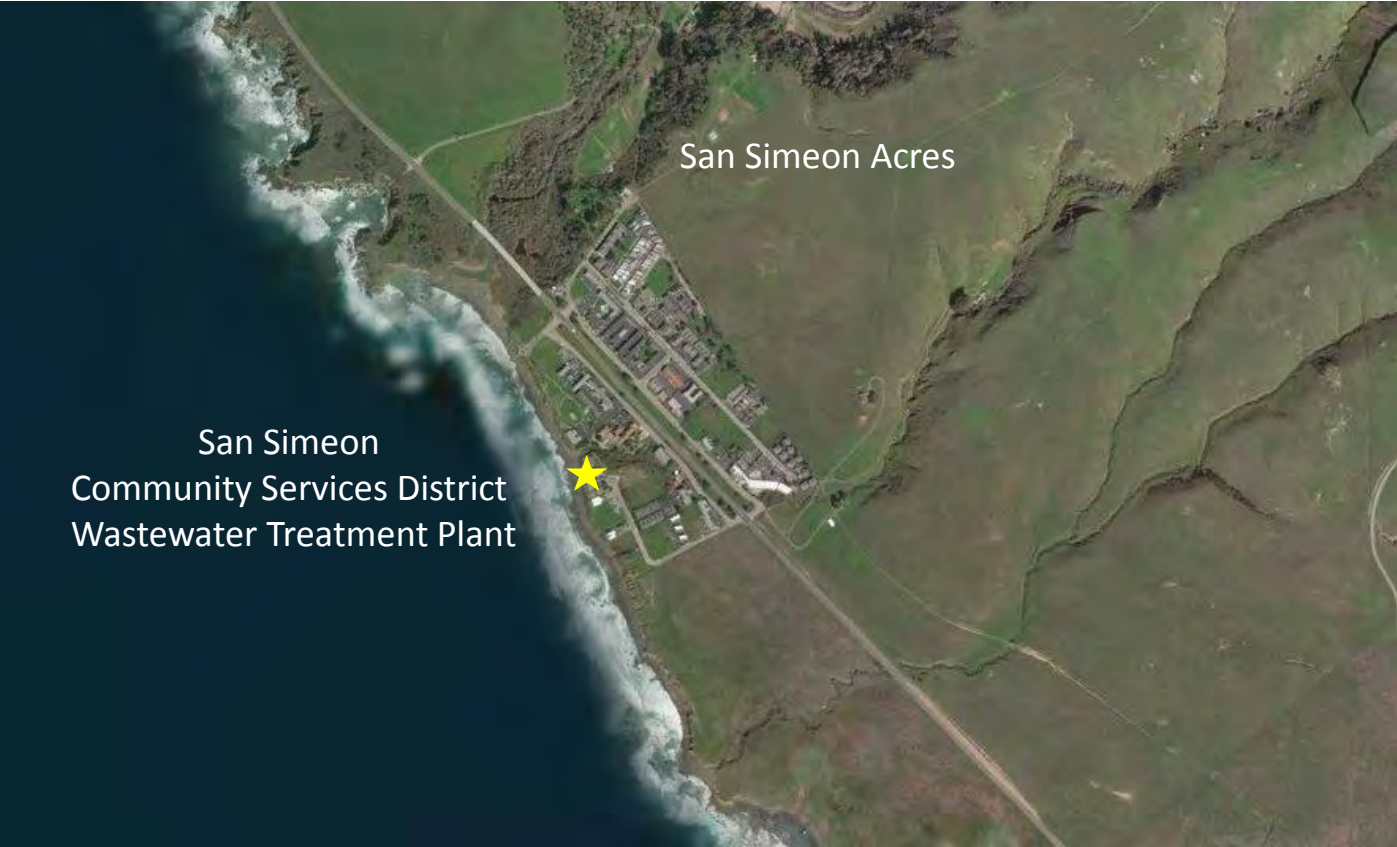 San Simeon Acres
San Simeon
Community Services District
Wastewater Treatment Plant